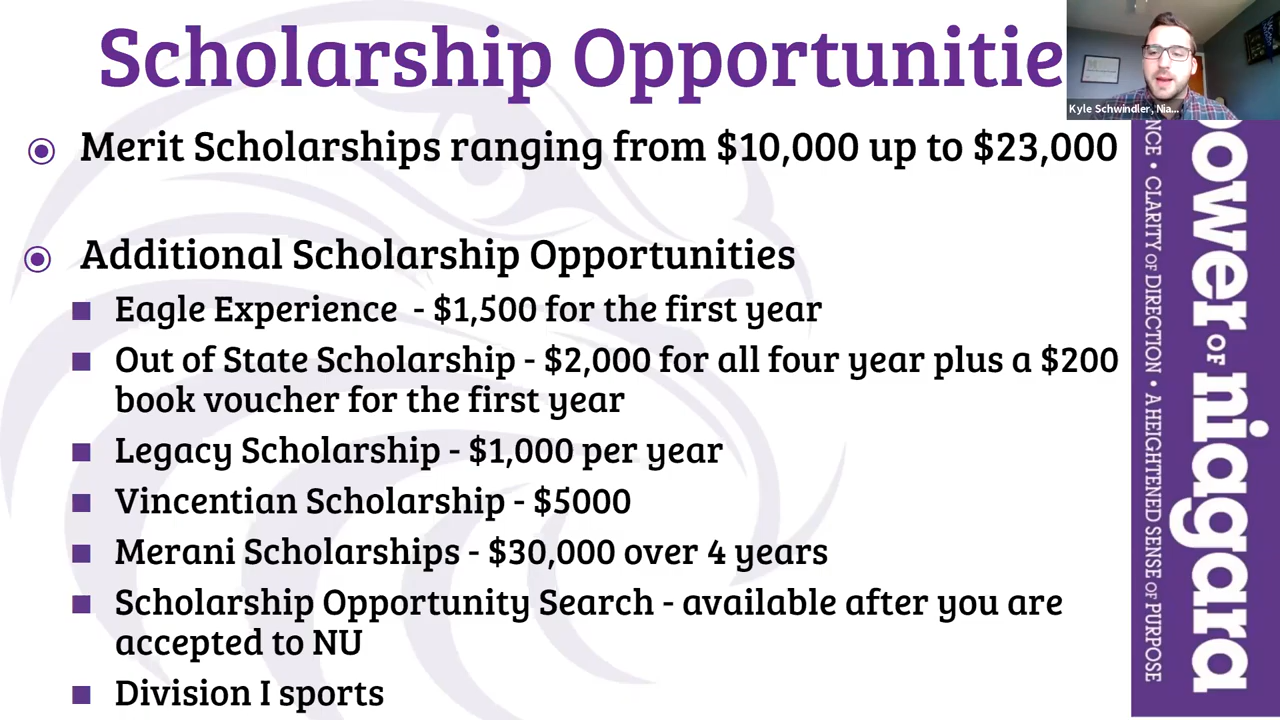 Scholarship Opportunitie
Kyle Schwindler, Nia...
Merit Scholarships ranging from $10,000 up to $23,000
Additional Scholarship Opportunities
Eagle Experience - $1,500 for the first year
Out of State Scholarship - $2,000 for all four year plus a $200
book voucher for the first year
Legacy Scholarship - $1,000 per year
Vincentian Scholarship - $5000
Merani Scholarships - $30,000 over 4 years
Scholarship Opportunity Search - available after you are
accepted to NU
Division I sports
power OF niagara
NCE • CLARITY OF DIRECTION • A HEIGHTENED SENSE OF PURPOSE